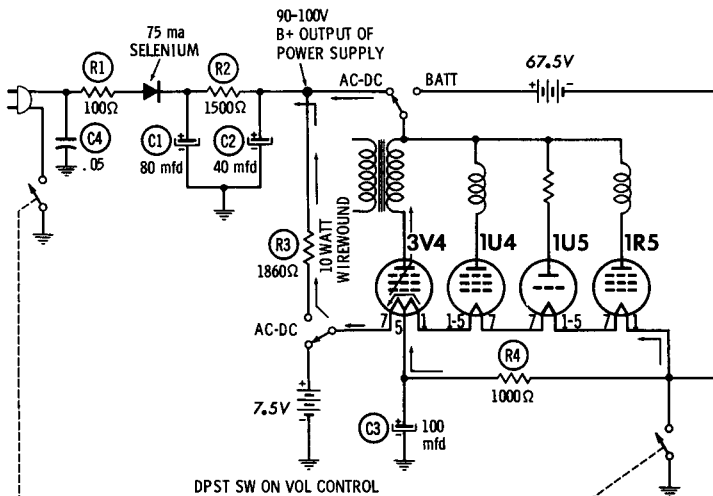 90-100V
B+ OUTPUT OF
POWER SUPPLY
75 ma
SELENIUM
R1
100Ω
R2
1500Ω
AC-DC
BATT
67.5V
+ -
C4
.05
C1
80 mfd
+
-
C2
40 mfd
+
-
R3
1860Ω
10 WATT
WIREWOUND
3V4
1U4
1U5
1R5
7
5
1
1-5
7
7
1-5
7
1
AC-DC
R4
1000Ω
7.5V
+
-
C3
+
-
100
mfd
DPST SW ON VOL CONTROL